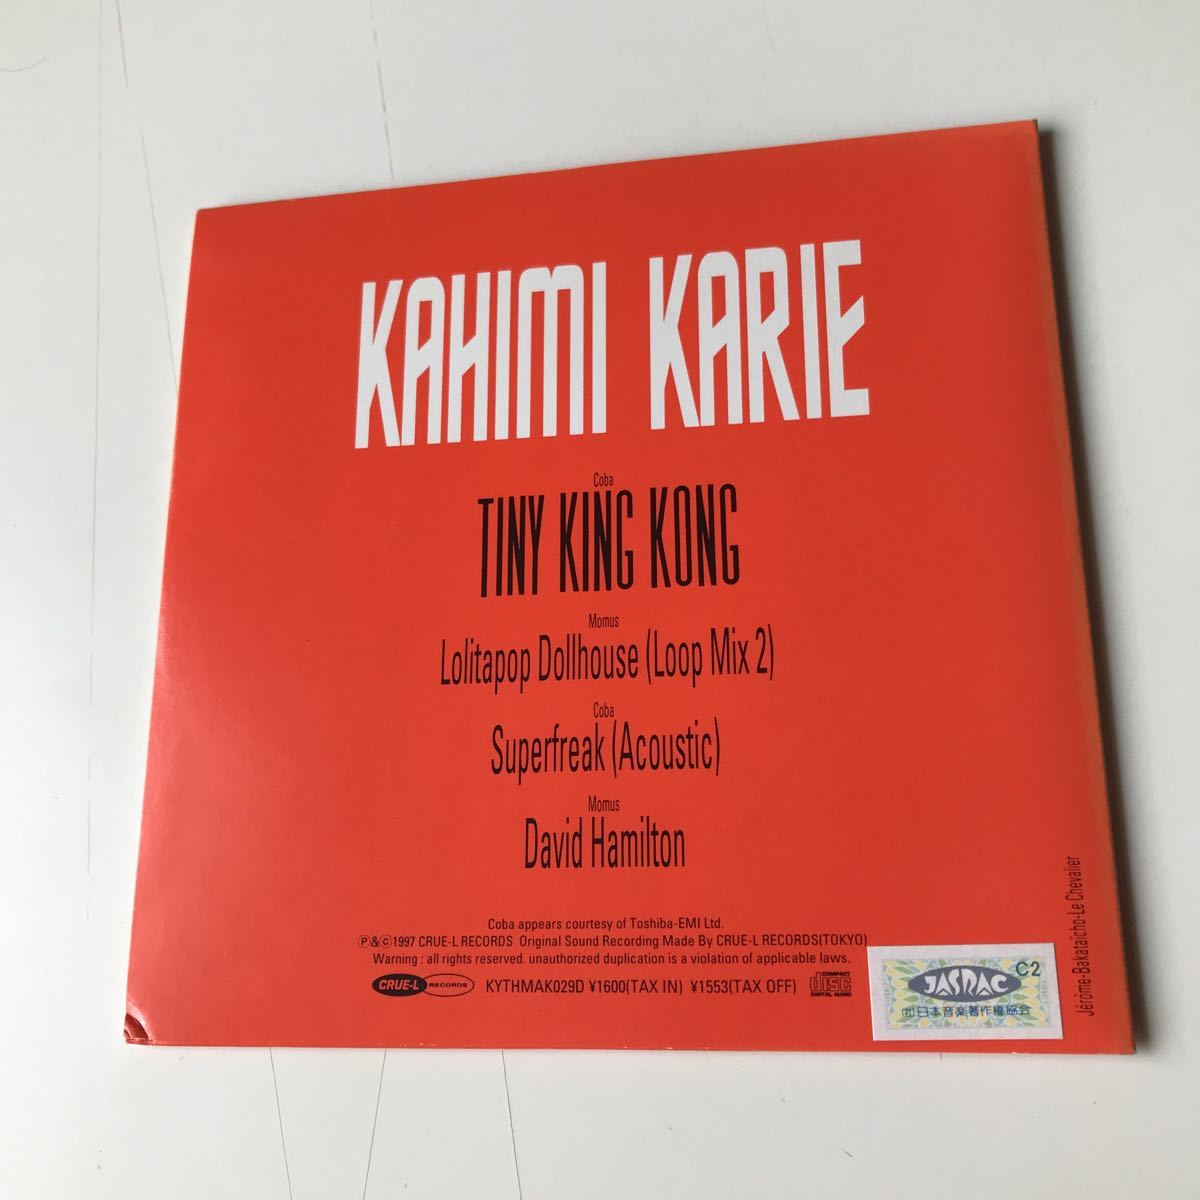 KAHIMI KARIE
Coba
TINY KING KONG
Momus
Lolitapop Dollhouse (Loop Mix 2)
Coba
Superfreak (Acoustic)
Momus
David Hamilton
Coba appears courtesy of Toshiba-EMI Ltd.
℗&©1997 CRUE-L RECORDS Original Sound Recording Made By CRUE-L RECORDS(TOKYO)
Warning : all rights reserved. unauthorized duplication is a violation of applicable laws.
CRUE-L RECORDS KYTHMAK029D ¥1600(TAX IN) ¥1553(TAX OFF) COMPACT disc DIGITAL AUDIO
C2
JASRAC
(社)日本音楽著作権協会
Jérôme-Bakataïcho-Le Chevalier